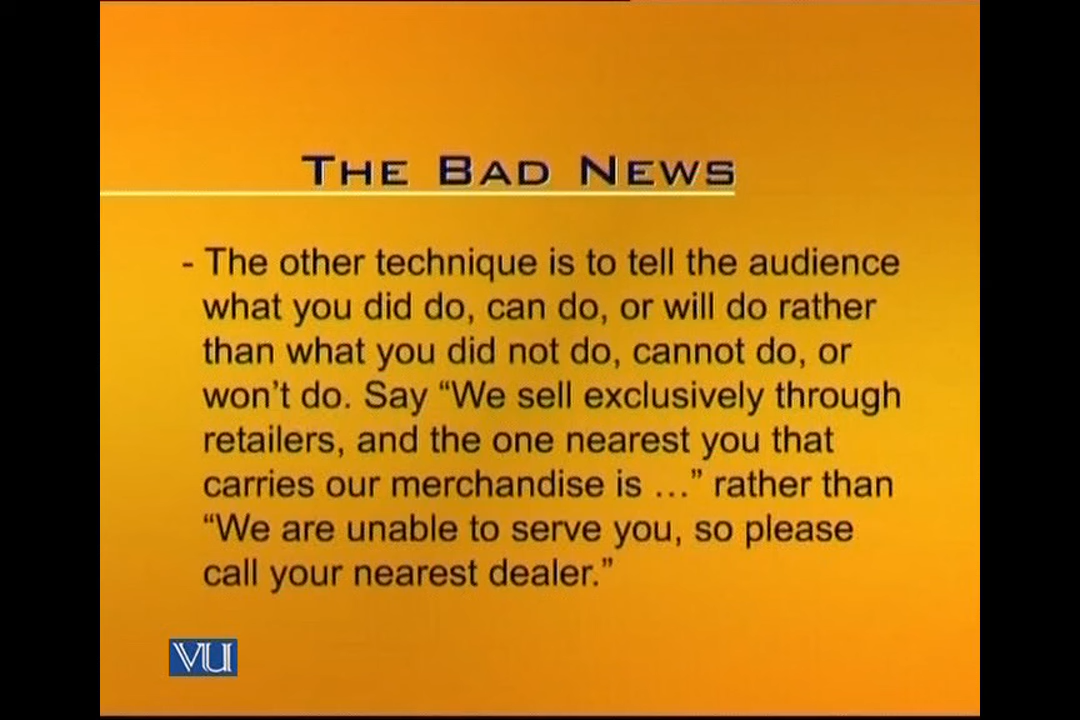 THE BAD NEWS
- The other technique is to tell the audience
what you did do, can do, or will do rather
than what you did not do, cannot do, or
won’t do. Say “We sell exclusively through
retailers, and the one nearest you that
carries our merchandise is …” rather than
“We are unable to serve you, so please
call your nearest dealer.”
VU